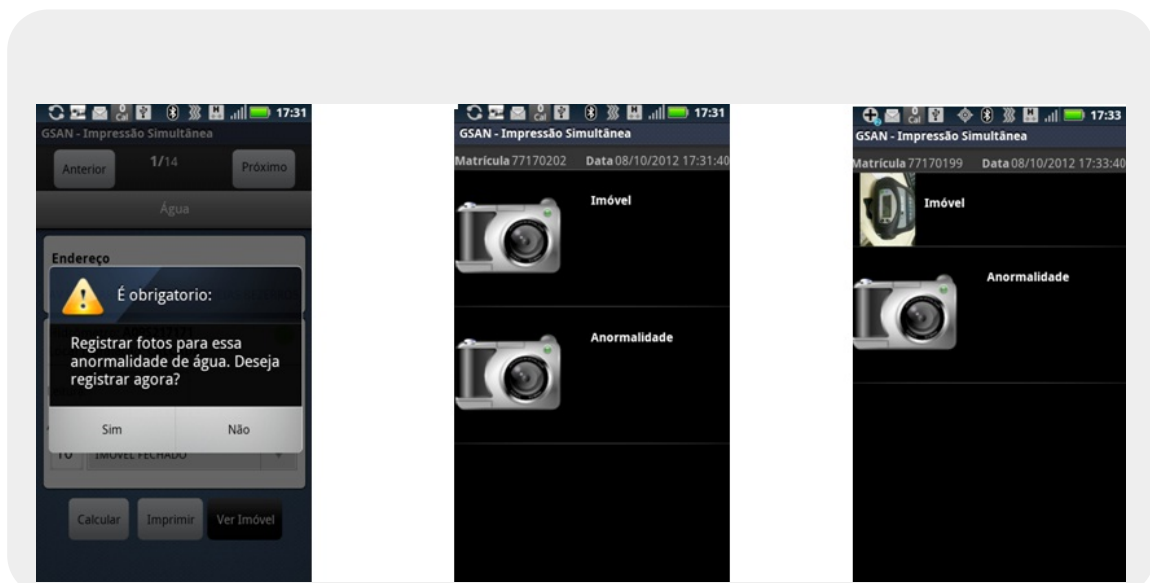 17:31
GSAN - Impressão Simultânea
Anterior
1/14
Próximo
Água
Endereço
É obrigatorio:
Registrar fotos para essa
anormalidade de água. Deseja
registrar agora?
Sim
Não
10
IMÓVEL FECHADO
Calcular
Imprimir
Ver Imóvel
17:31
GSAN - Impressão Simultânea
Matrícula 77170202 Data 08/10/2012 17:31:40
Imóvel
Anormalidade
17:33
GSAN - Impressão Simultânea
Matrícula 77170199 Data 08/10/2012 17:33:40
Imóvel
Anormalidade